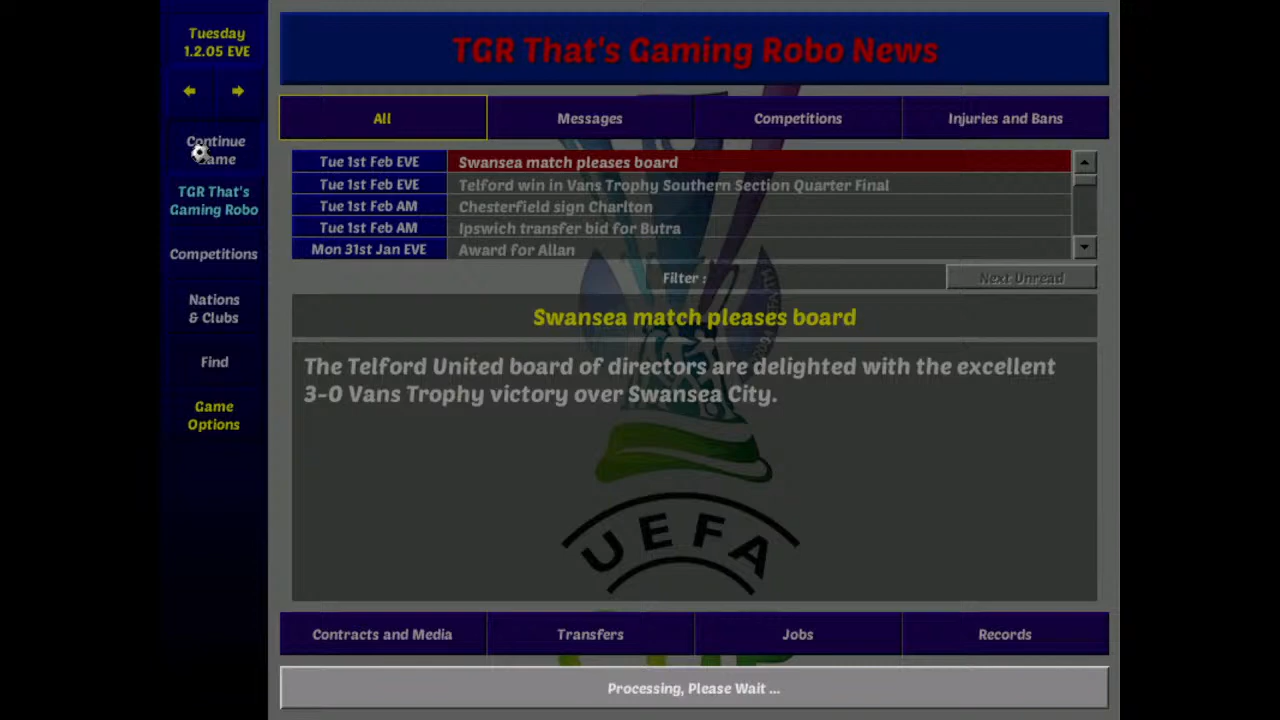 Tuesday
1.2.05 EVE
Continue
Game
TGR That's
Gaming Robo
Competitions
Nations
& Clubs
Find
Game
Options
TGR That's Gaming Robo News
All
Messages
Competitions
Injuries and Bans
Tue 1st Feb EVE Swansea match pleases board
Tue 1st Feb EVE Telford win in Vans Trophy Southern Section Quarter Final
Tue 1st Feb AM Chesterfield sign Charlton
Tue 1st Feb AM Ipswich transfer bid for Butra
Mon 31st Jan EVE Award for Allan
Filter :
Next Unread
Swansea match pleases board
The Telford United board of directors are delighted with the excellent
3-0 Vans Trophy victory over Swansea City.
UEFA
Contracts and Media
Transfers
Jobs
Records
Processing, Please Wait ...